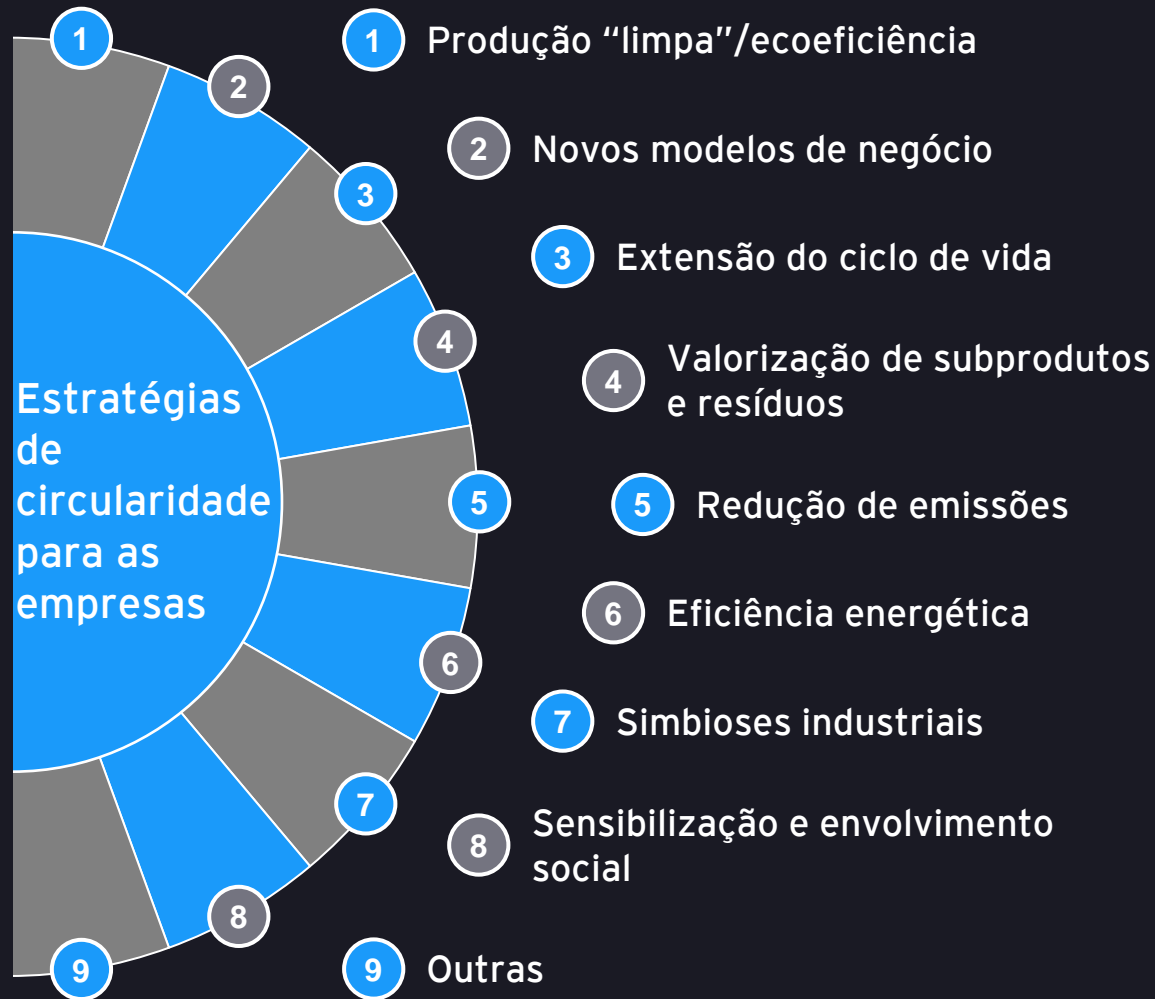 1
2
3
4
5
6
7
8
9
Estratégias
de
circularidade
para as
empresas
1 Produção “limpa”/ecoeficiência
2 Novos modelos de negócio
3 Extensão do ciclo de vida
4 Valorização de subprodutos
e resíduos
5 Redução de emissões
6 Eficiência energética
7 Simbioses industriais
8 Sensibilização e envolvimento
social
9 Outras